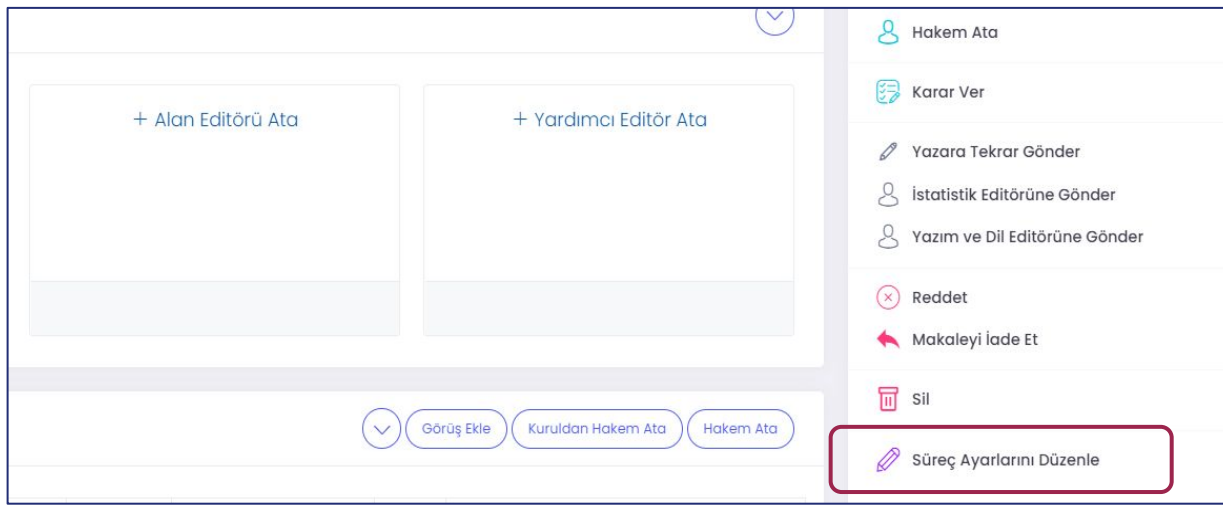 + Alan Editörü Ata
+ Yardımcı Editör Ata
Görüş Ekle
Kuruldan Hakem Ata
Hakem Ata
Hakem Ata
Karar Ver
Yazara Tekrar Gönder
İstatistik Editörüne Gönder
Yazım ve Dil Editörüne Gönder
Reddet
Makaleyi İade Et
Sil
Süreç Ayarlarını Düzenle